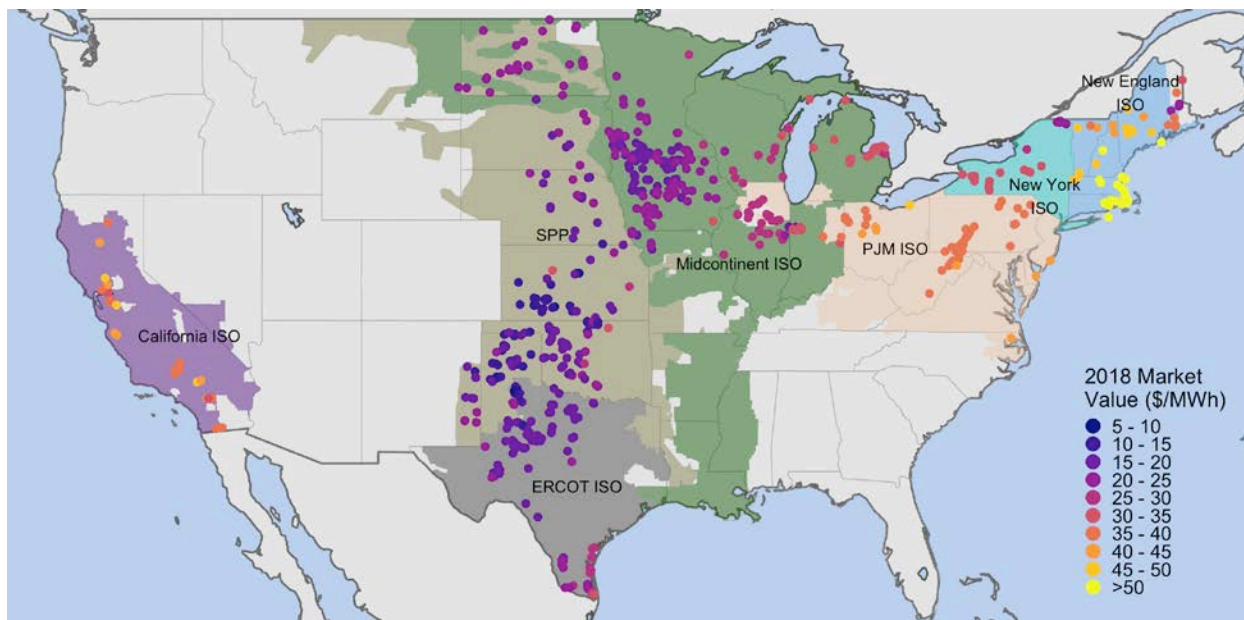 New England
ISO
New York
ISO
SPP
PJM ISO
Midcontinent ISO
California ISO
ERCOT ISO
2018 Market
Value ($/MWh)
5 - 10
10 - 15
15 - 20
20 - 25
25 - 30
30 - 35
35 - 40
40 - 45
45 - 50
>50